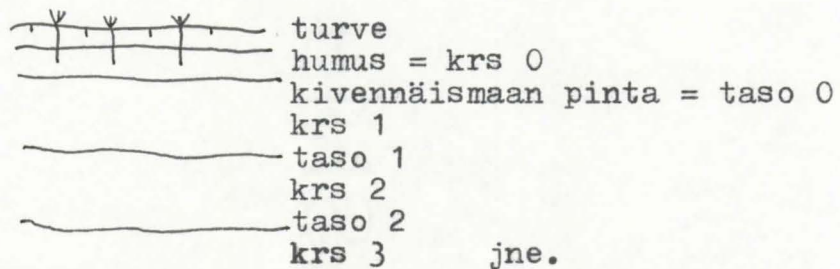 turve
humus = krs 0
kivennäismaan pinta = taso 0
krs 1
taso 1
krs 2
taso 2
krs 3 jne.